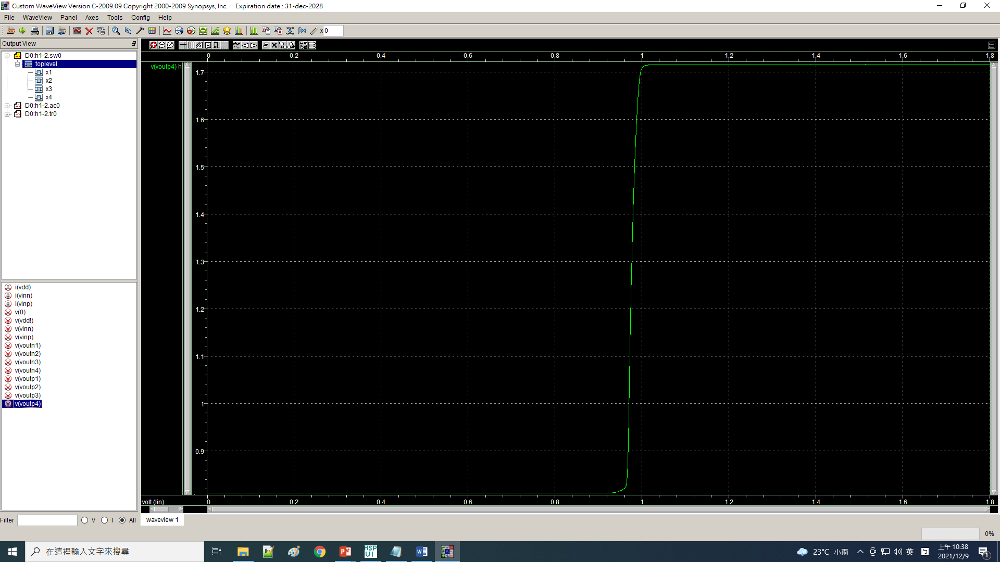 Custom WaveView Version C-2009.09 Copyright 2000-2009 Synopsys, Inc. Expiration date : 31-dec-2028
File WaveView Panel Axes Tools Config Help
f(x) x 0
Output View
D0:h1-2.sw0
toplevel
x1
x2
x3
x4
D0:h1-2.ac0
D0:h1-2.tr0
i(vdd)
i(vinn)
i(vinp)
v(0)
v(vdd!)
v(vinn)
v(vinp)
v(voutn1)
v(voutn2)
v(voutn3)
v(voutn4)
v(voutp1)
v(voutp2)
v(voutp3)
v(voutp4)
Filter V I All
0 0.2 0.4 0.6 0.8 1 1.2 1.4 1.6 1.8
v(voutp4) h
1.7
1.6
1.5
1.4
1.3
1.2
1.1
1
0.9
volt (lin) 0 0.2 0.4 0.6 0.8 1 1.2 1.4 1.6 1.8
waveview 1
0%
在這裡輸入文字來搜尋
HSP
UI
23°C 小雨
英
上午 10:38
2021/12/9
1